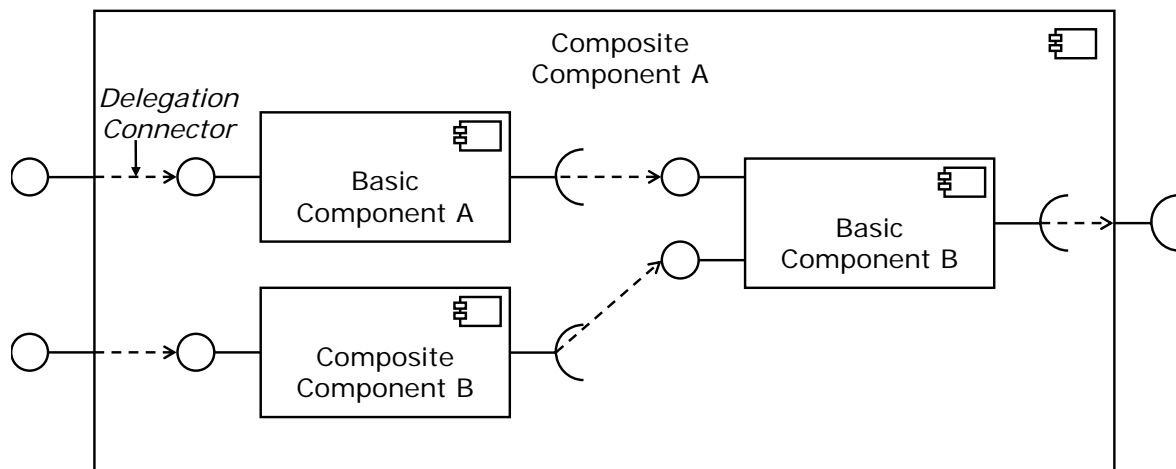 Composite
Component A
Delegation
Connector
Basic
Component A
Basic
Component B
Composite
Component B